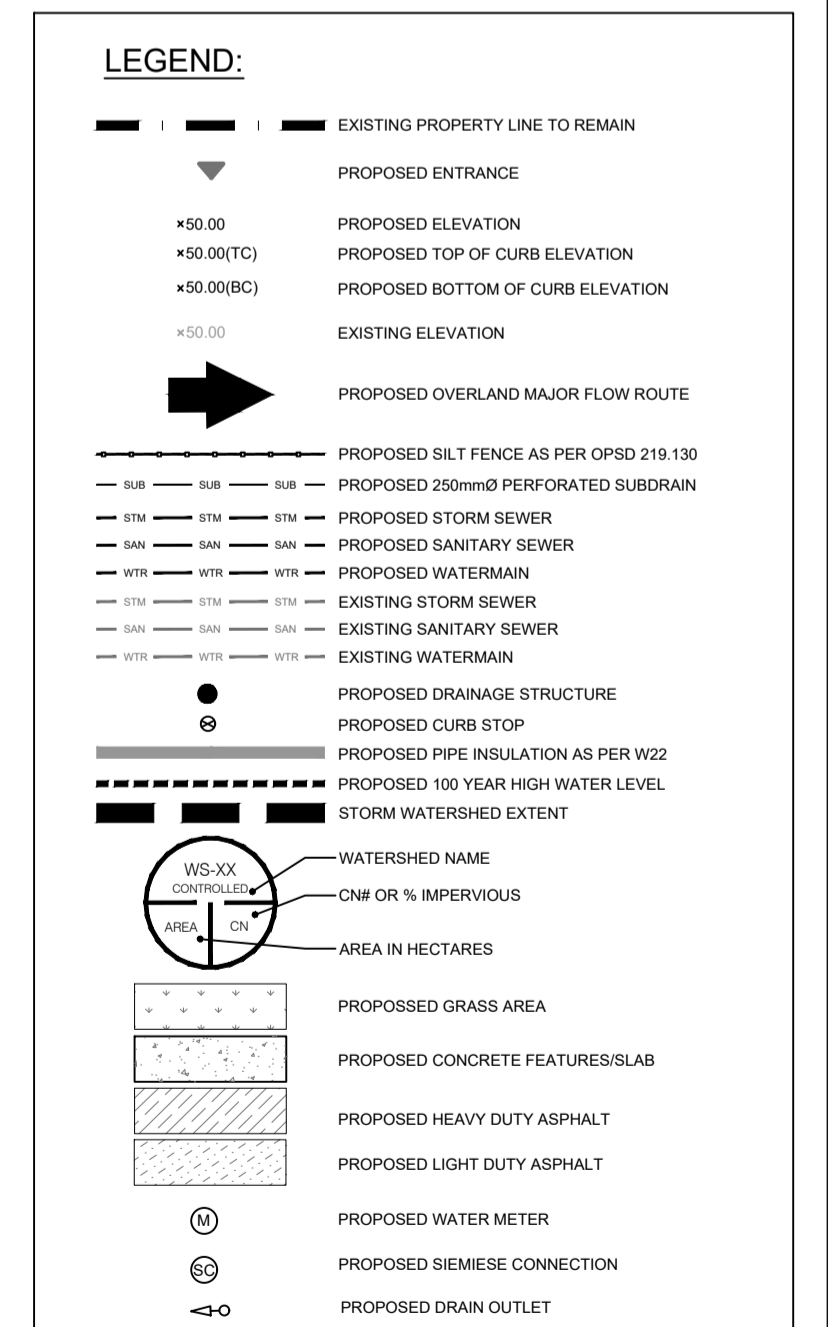 LEGEND:
EXISTING PROPERTY LINE TO REMAIN
PROPOSED ENTRANCE
×50.00 PROPOSED ELEVATION
×50.00(TC) PROPOSED TOP OF CURB ELEVATION
×50.00(BC) PROPOSED BOTTOM OF CURB ELEVATION
×50.00 EXISTING ELEVATION
PROPOSED OVERLAND MAJOR FLOW ROUTE
PROPOSED SILT FENCE AS PER OPSD 219.130
SUB SUB SUB PROPOSED 250mmØ PERFORATED SUBDRAIN
STM STM STM PROPOSED STORM SEWER
SAN SAN SAN PROPOSED SANITARY SEWER
WTR WTR WTR PROPOSED WATERMAIN
STM STM STM EXISTING STORM SEWER
SAN SAN SAN EXISTING SANITARY SEWER
WTR WTR WTR EXISTING WATERMAIN
PROPOSED DRAINAGE STRUCTURE
PROPOSED CURB STOP
PROPOSED PIPE INSULATION AS PER W22
PROPOSED 100 YEAR HIGH WATER LEVEL
STORM WATERSHED EXTENT
WS-XX
CONTROLLED
AREA CN
WATERSHED NAME
CN# OR % IMPERVIOUS
AREA IN HECTARES
PROPOSSED GRASS AREA
PROPOSED CONCRETE FEATURES/SLAB
PROPOSED HEAVY DUTY ASPHALT
PROPOSED LIGHT DUTY ASPHALT
M PROPOSED WATER METER
SC PROPOSED SIEMIESE CONNECTION
PROPOSED DRAIN OUTLET